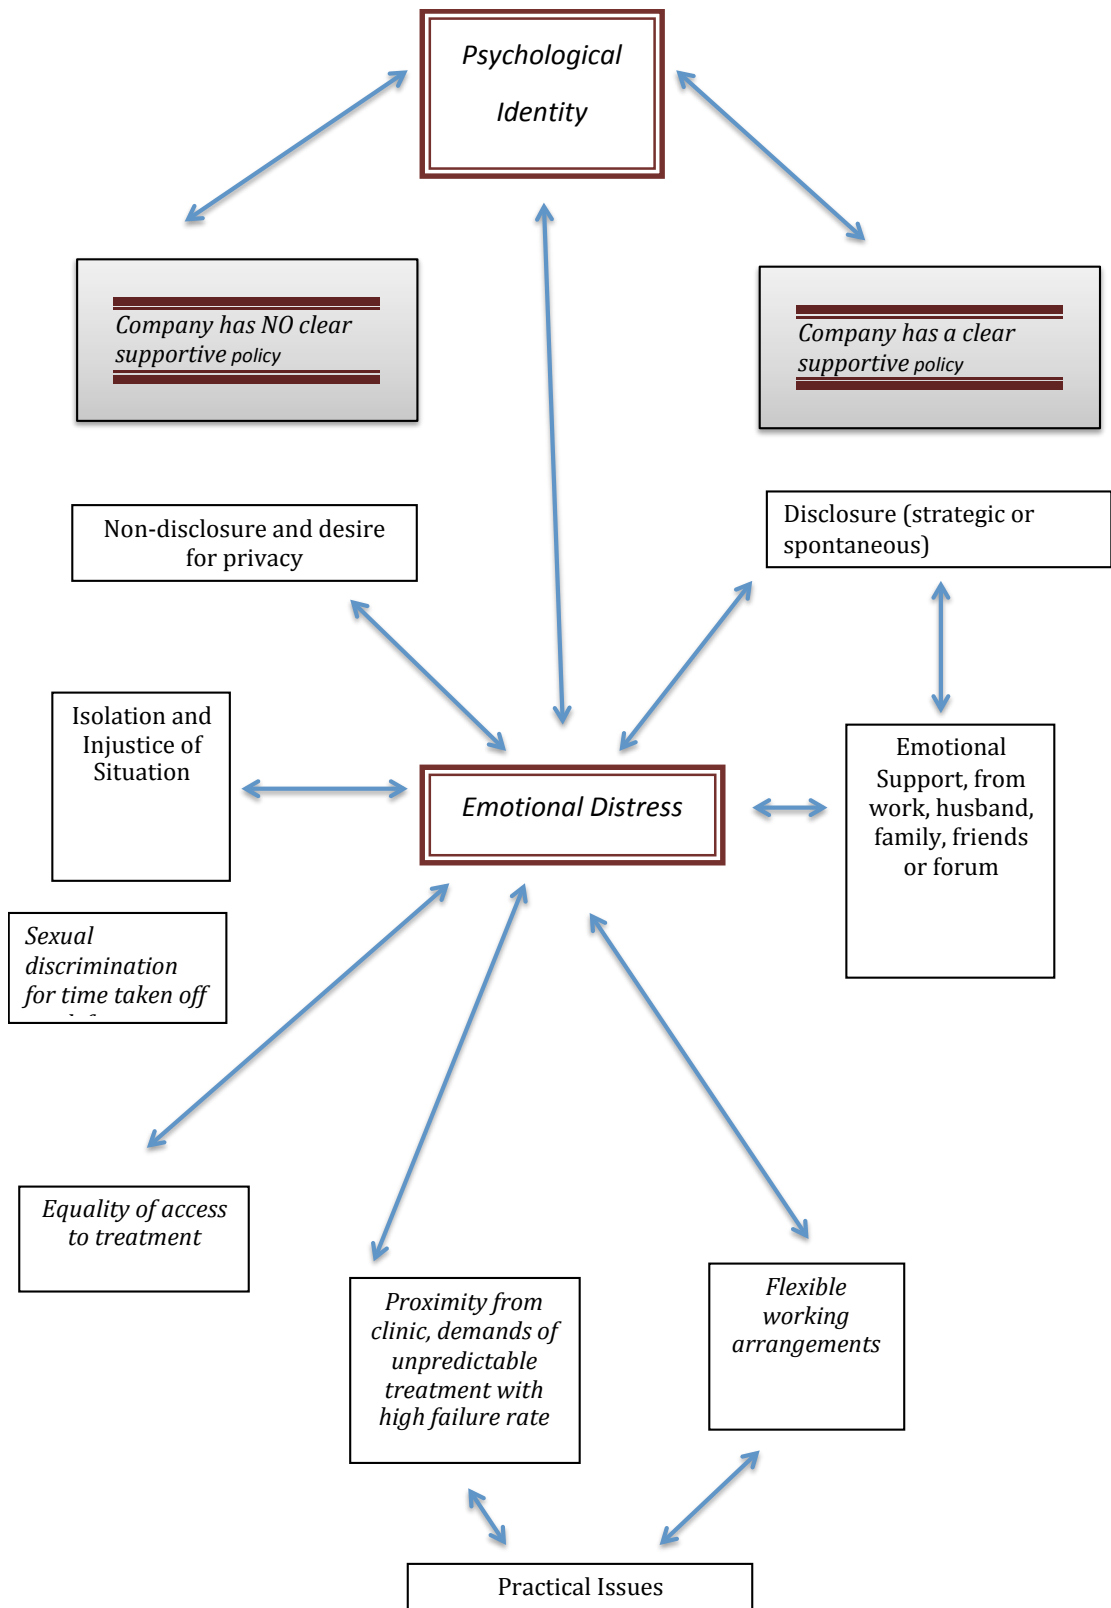 Psychological
Identity
Company has NO clear
supportive policy
Company has a clear
supportive policy
Non-disclosure and desire
for privacy
Disclosure (strategic or
spontaneous)
Isolation and
Injustice of
Situation
Emotional Distress
Emotional
Support, from
work, husband,
family, friends
or forum
Sexual
discrimination
for time taken off
Equality of access
to treatment
Proximity from
clinic, demands of
unpredictable
treatment with
high failure rate
Flexible
working
arrangements
Practical Issues